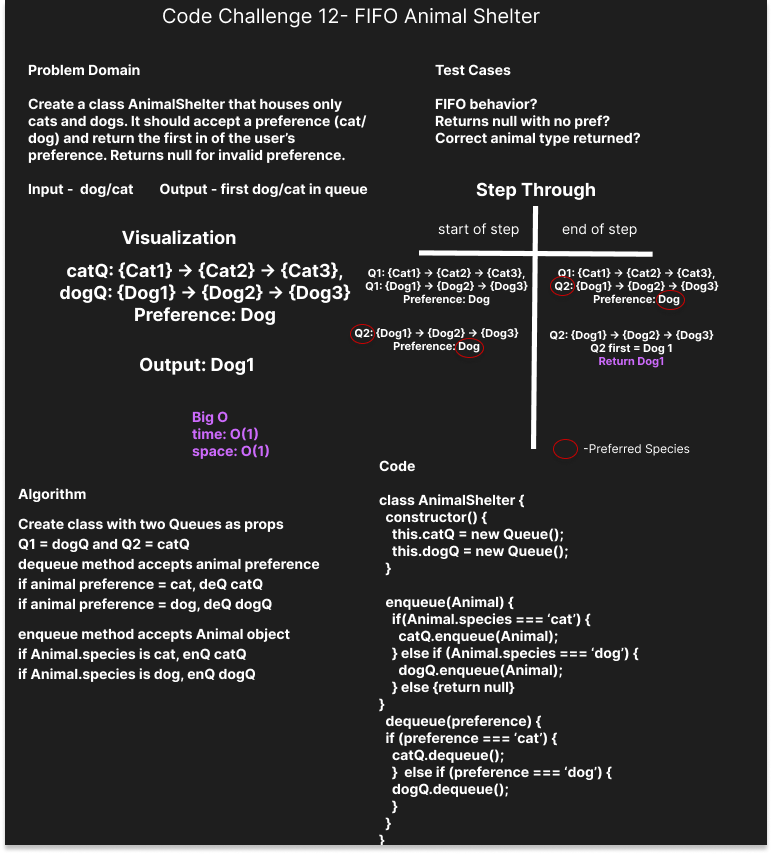 Code Challenge 12- FIFO Animal Shelter
Problem Domain
Create a class AnimalShelter that houses only
cats and dogs. It should accept a preference (cat/
dog) and return the first in of the user’s
preference. Returns null for invalid preference.
Input - dog/cat Output - first dog/cat in queue
Test Cases
FIFO behavior?
Returns null with no pref?
Correct animal type returned?
Visualization
catQ: {Cat1} → {Cat2} → {Cat3},
dogQ: {Dog1} → {Dog2} → {Dog3}
Preference: Dog
Output: Dog1
Big O
time: O(1)
space: O(1)
Step Through
start of step
end of step
Q1: {Cat1} → {Cat2} → {Cat3},
Q1: {Dog1} → {Dog2} → {Dog3}
Preference: Dog
Q1: {Cat1} → {Cat2} → {Cat3},
Q2: {Dog1} → {Dog2} → {Dog3}
Preference: Dog
Q2: {Dog1} → {Dog2} → {Dog3}
Preference: Dog
Q2: {Dog1} → {Dog2} → {Dog3}
Q2 first = Dog 1
Return Dog1
-Preferred Species
Algorithm
Create class with two Queues as props
Q1 = dogQ and Q2 = catQ
dequeue method accepts animal preference
if animal preference = cat, deQ catQ
if animal preference = dog, deQ dogQ
enqueue method accepts Animal object
if Animal.species is cat, enQ catQ
if Animal.species is dog, enQ dogQ
Code
class AnimalShelter {
constructor() {
this.catQ = new Queue();
this.dogQ = new Queue();
}
enqueue(Animal) {
if(Animal.species === ‘cat’) {
catQ.enqueue(Animal);
} else if (Animal.species === ‘dog’) {
dogQ.enqueue(Animal);
} else {return null}
}
dequeue(preference) {
if (preference === ‘cat’) {
catQ.dequeue();
} else if (preference === ‘dog’) {
dogQ.dequeue();
}
}
}